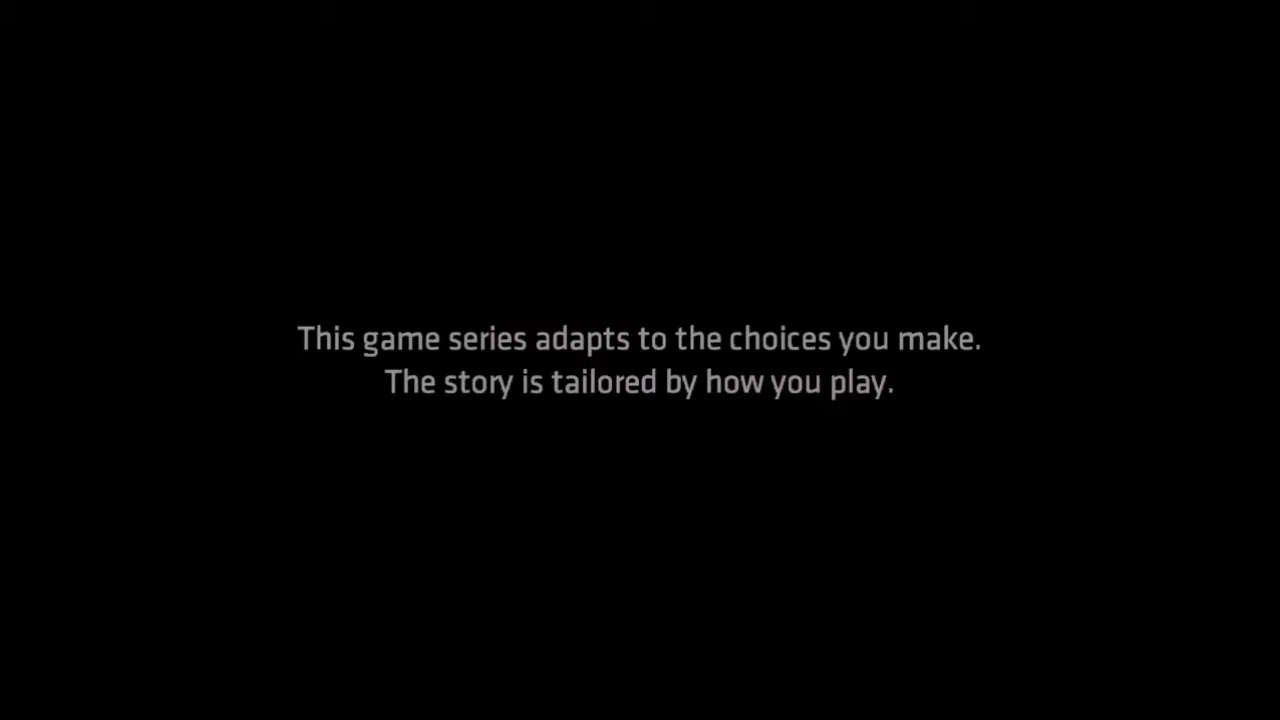 This game series adapts to the choices you make.
The story is tailored by how you play.